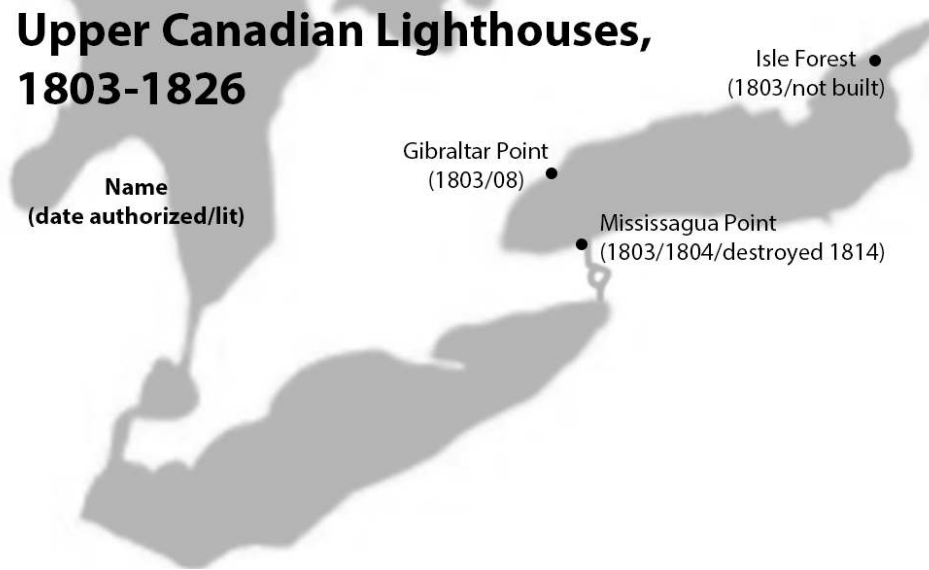 Upper Canadian Lighthouses,
1803-1826
Isle Forest
(1803/not built)
Gibraltar Point
(1803/08)
Name
(date authorized/lit)
Mississagua Point
(1803/1804/destroyed 1814)